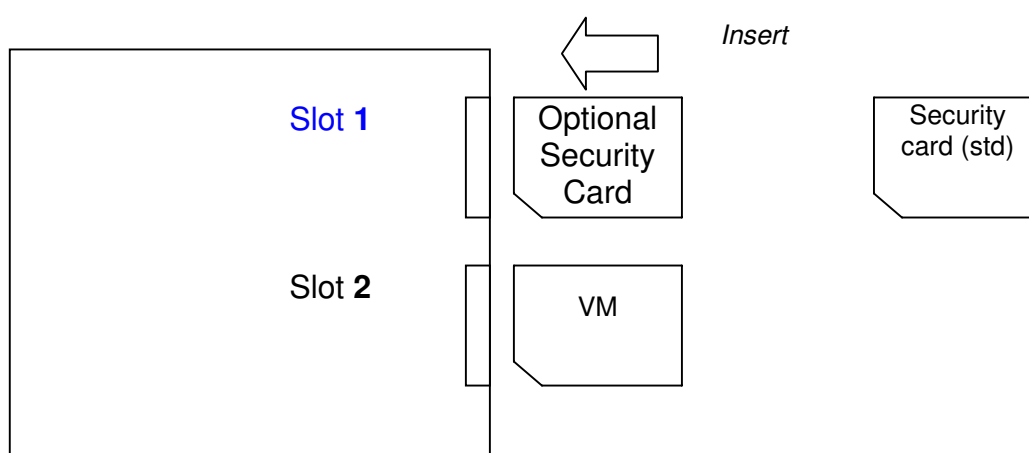 Insert
Slot 1
Optional
Security
Card
Security
card (std)
Slot 2
VM